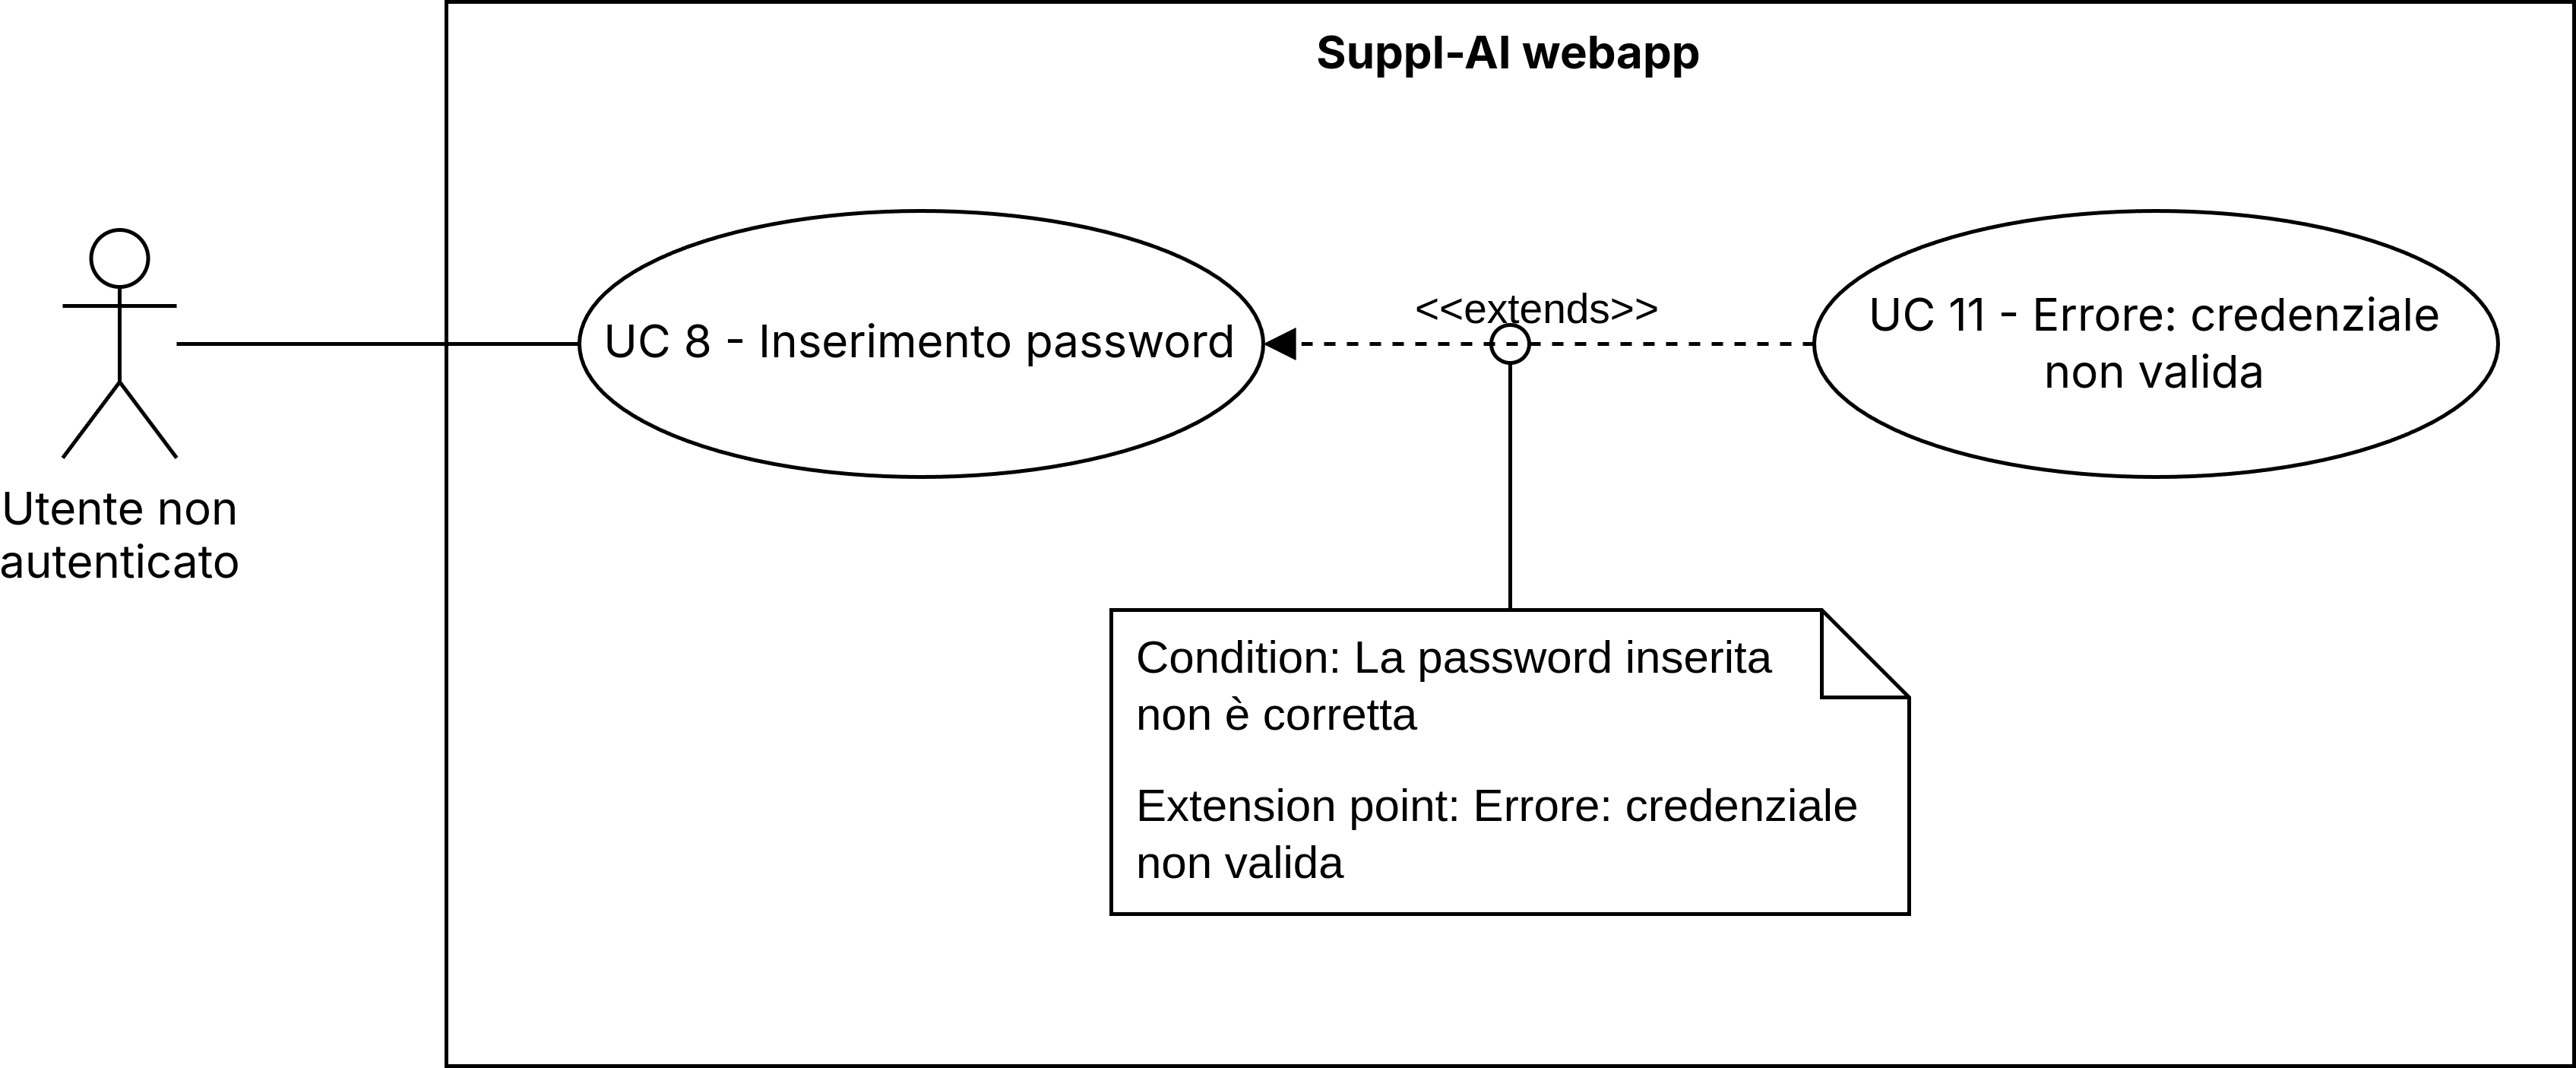 Suppl-AI webapp
<<extends>>
UC 8 - Inserimento password
UC 11 - Errore: credenziale
non valida
Utente non
autenticato
Condition: La password inserita
non è corretta
Extension point: Errore: credenziale
non valida